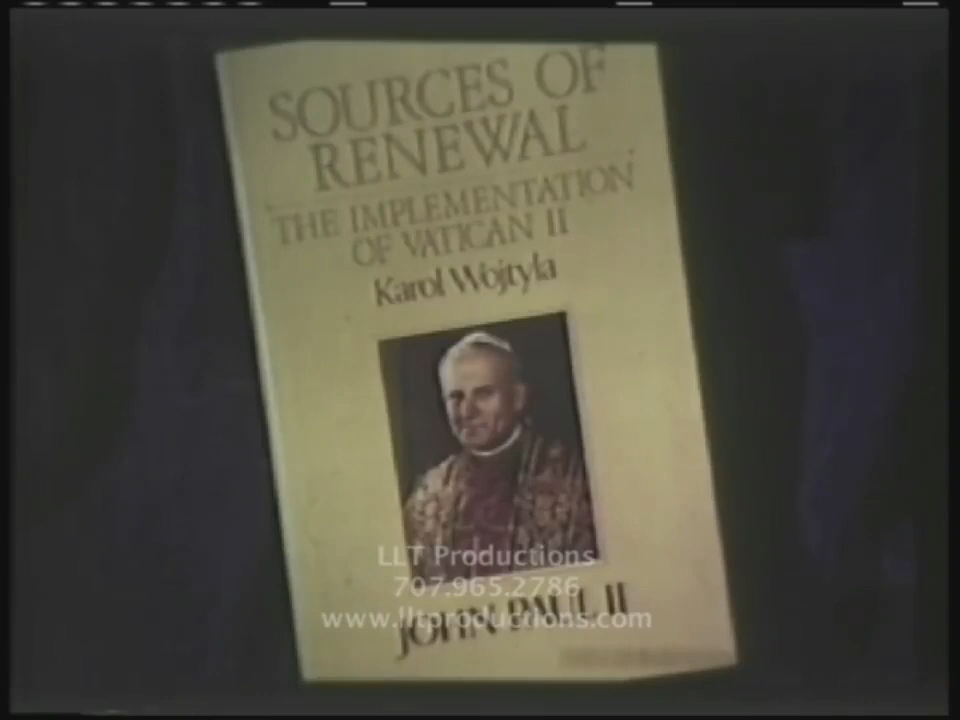 SOURCES OF
RENEWAL
THE IMPLEMENTATION
OF VATICAN II
Karol Wojtyla
LLT Productions
707.965.2786
www.lltproductions.com
JOHN PAUL II